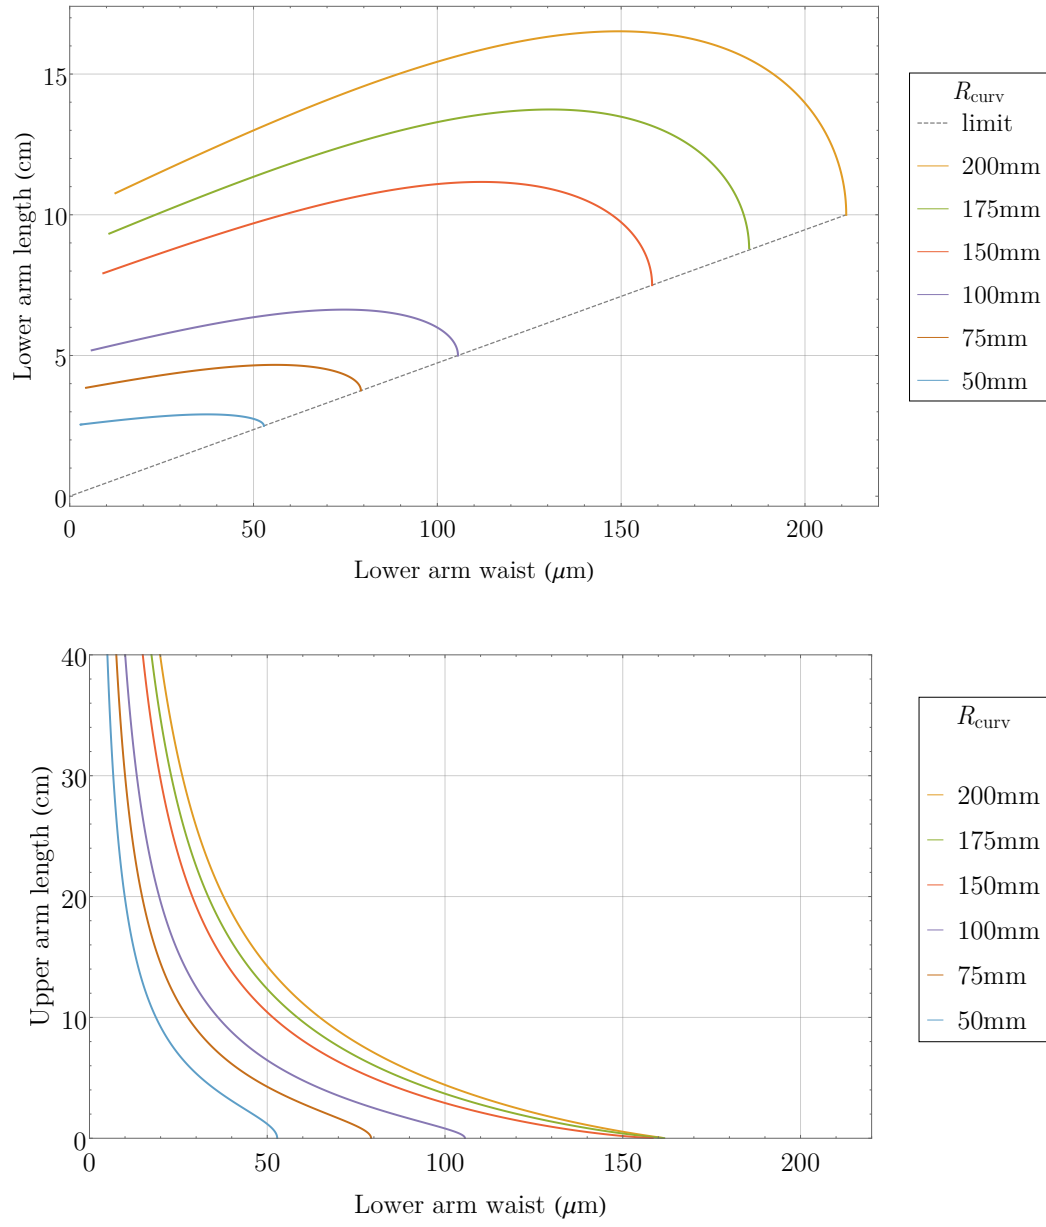 15
10
5
0
0
50
100
150
200
Lower arm length (cm)
Lower arm waist (μm)
R_curv
limit
200mm
175mm
150mm
100mm
75mm
50mm
40
30
20
10
0
0
50
100
150
200
Upper arm length (cm)
Lower arm waist (μm)
R_curv
200mm
175mm
150mm
100mm
75mm
50mm